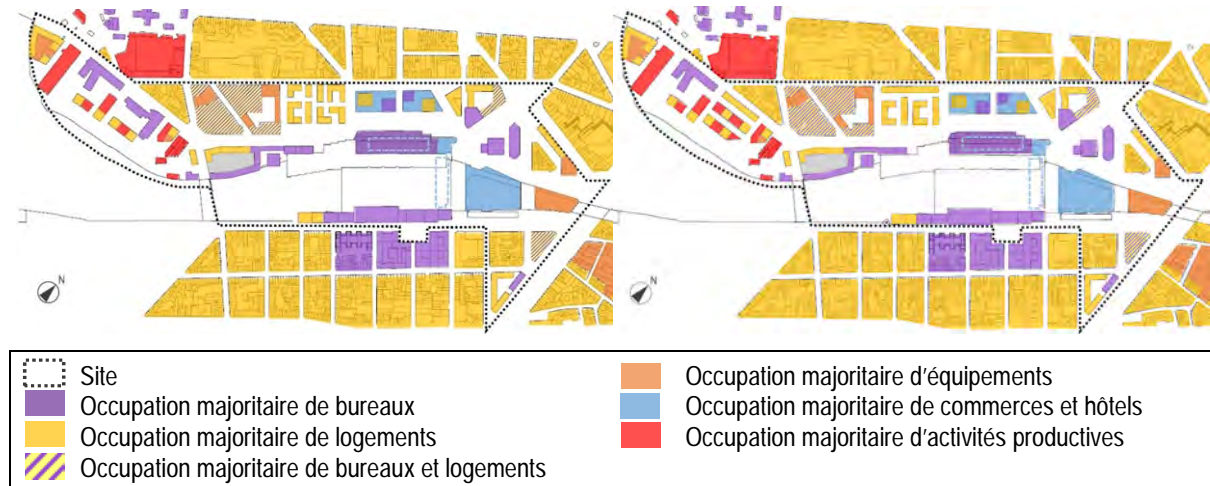 N
N
Site
Occupation majoritaire de bureaux
Occupation majoritaire de logements
Occupation majoritaire de bureaux et logements
Occupation majoritaire d'équipements
Occupation majoritaire de commerces et hôtels
Occupation majoritaire d'activités productives